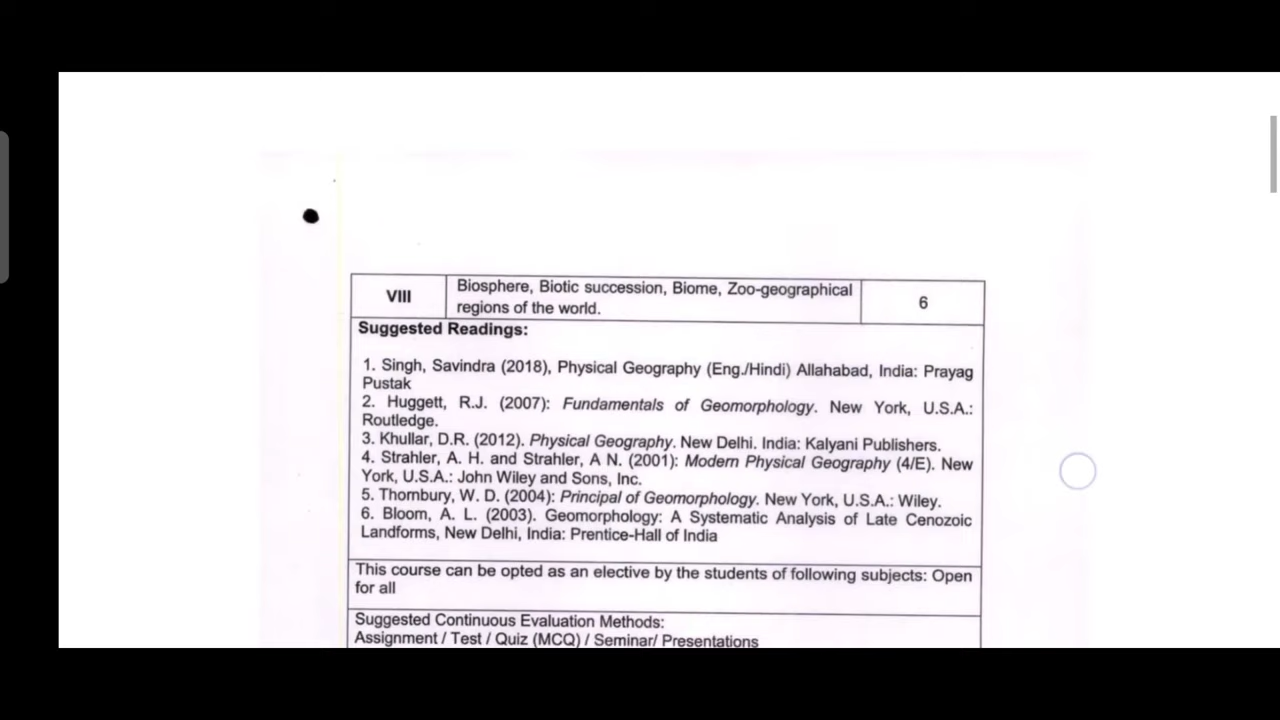 VIII
Biosphere, Biotic succession, Biome, Zoo-geographical
regions of the world.
6
Suggested Readings:
1. Singh, Savindra (2018), Physical Geography (Eng./Hindi) Allahabad, India: Prayag
Pustak
2. Huggett, R.J. (2007): Fundamentals of Geomorphology. New York, U.S.A.:
Routledge.
3. Khullar, D.R. (2012). Physical Geography. New Delhi. India: Kalyani Publishers.
4. Strahler, A. H. and Strahler, A N. (2001): Modern Physical Geography (4/E). New
York, U.S.A.: John Wiley and Sons, Inc.
5. Thornbury, W. D. (2004): Principal of Geomorphology. New York, U.S.A.: Wiley.
6. Bloom, A. L. (2003). Geomorphology: A Systematic Analysis of Late Cenozoic
Landforms, New Delhi, India: Prentice-Hall of India
This course can be opted as an elective by the students of following subjects: Open
for all
Suggested Continuous Evaluation Methods:
Assignment / Test / Quiz (MCQ) / Seminar/ Presentations